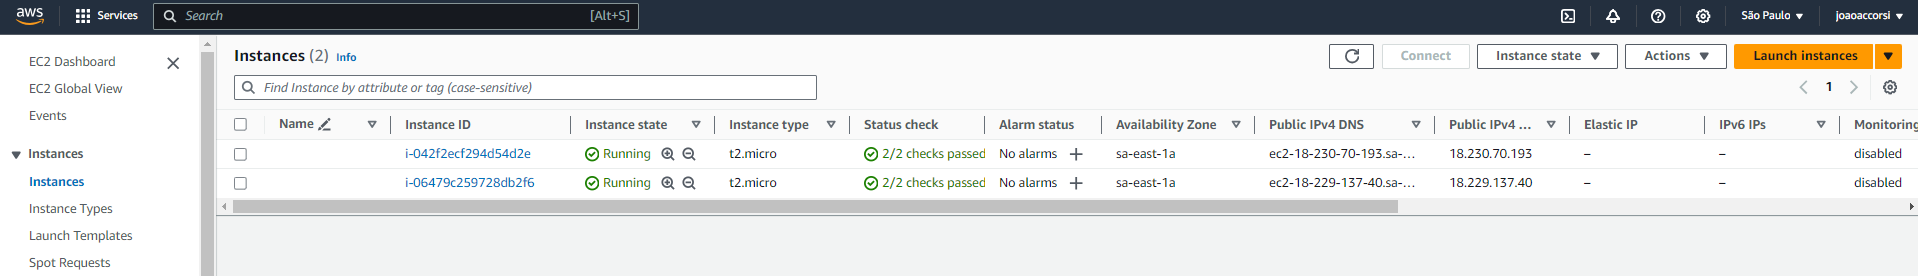 aws Services Search [Alt+S] São Paulo joaoaccorsi
EC2 Dashboard
EC2 Global View
Events
Instances
Instances
Instance Types
Launch Templates
Spot Requests
Instances (2) Info Connect Instance state Actions Launch instances
Find Instance by attribute or tag (case-sensitive) 1
Name Instance ID Instance state Instance type Status check Alarm status Availability Zone Public IPv4 DNS Public IPv4 ... Elastic IP IPv6 IPs Monitoring
i-042f2ecf294d54d2e Running t2.micro 2/2 checks passed No alarms + sa-east-1a ec2-18-230-70-193.sa-... 18.230.70.193 – – disabled
i-06479c259728db2f6 Running t2.micro 2/2 checks passed No alarms + sa-east-1a ec2-18-229-137-40.sa-... 18.229.137.40 – – disabled